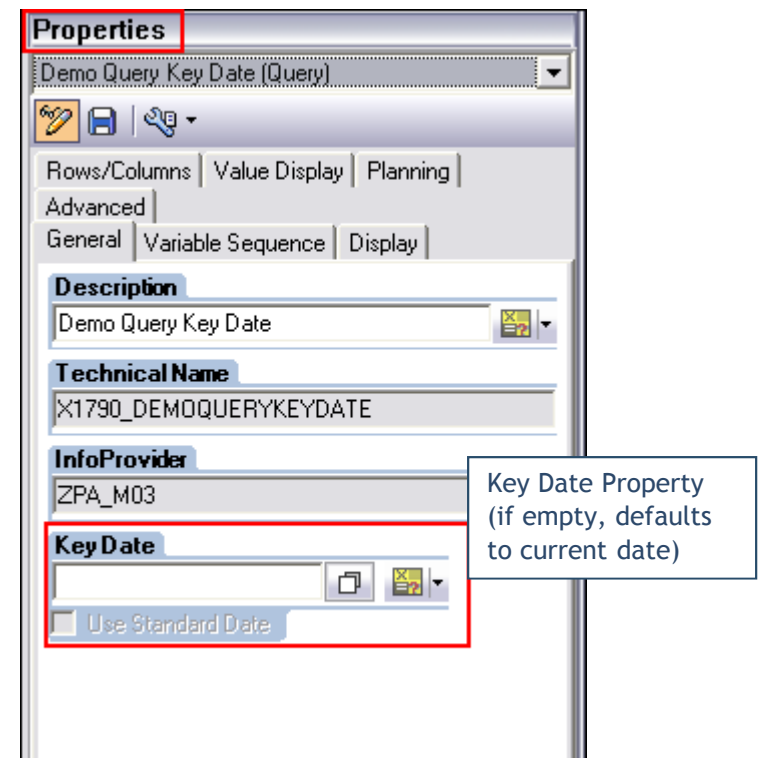 Properties
Demo Query Key Date (Query)
Rows/Columns Value Display Planning
Advanced
General Variable Sequence Display
Description
Demo Query Key Date
Technical Name
X1790_DEMOQUERYKEYDATE
InfoProvider
ZPA_M03
Key Date Property
(if empty, defaults
to current date)
Key Date
Use Standard Date